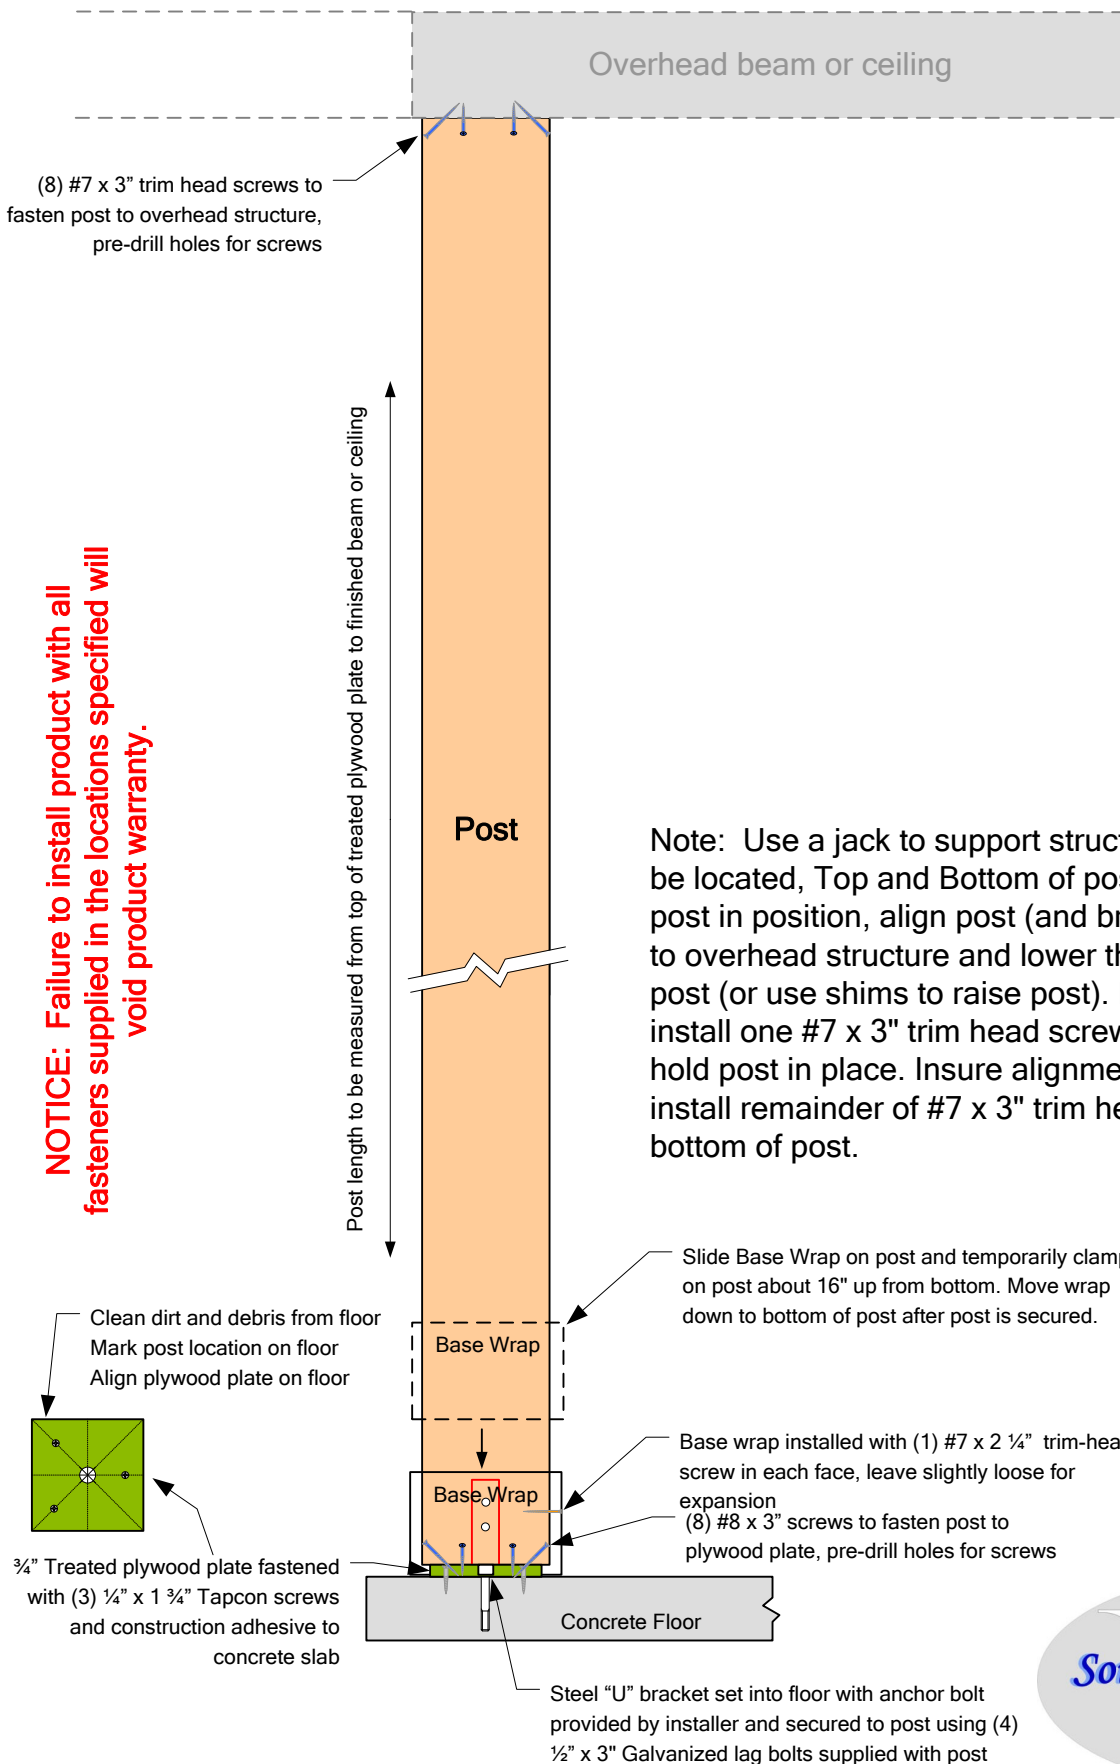 Overhead beam or ceiling
(8) #7 x 3” trim head screws to
fasten post to overhead structure,
pre-drill holes for screws
Post length to be measured from top of treated plywood plate to finished beam or ceiling
NOTICE: Failure to install product with all
fasteners supplied in the locations specified will
void product warranty.
Post
Note: Use a jack to support struct
be located, Top and Bottom of pos
post in position, align post (and br
to overhead structure and lower th
post (or use shims to raise post).
install one #7 x 3" trim head screw
hold post in place. Insure alignme
install remainder of #7 x 3" trim he
bottom of post.
Slide Base Wrap on post and temporarily clamp
on post about 16" up from bottom. Move wrap
down to bottom of post after post is secured.
Clean dirt and debris from floor
Mark post location on floor
Align plywood plate on floor
Base Wrap
Base wrap installed with (1) #7 x 2 ¼” trim-hea
screw in each face, leave slightly loose for
expansion
Base Wrap
(8) #8 x 3” screws to fasten post to
plywood plate, pre-drill holes for screws
¾” Treated plywood plate fastened
with (3) ¼” x 1 ¾” Tapcon screws
and construction adhesive to
concrete slab
Concrete Floor
Steel “U” bracket set into floor with anchor bolt
provided by installer and secured to post using (4)
½” x 3" Galvanized lag bolts supplied with post